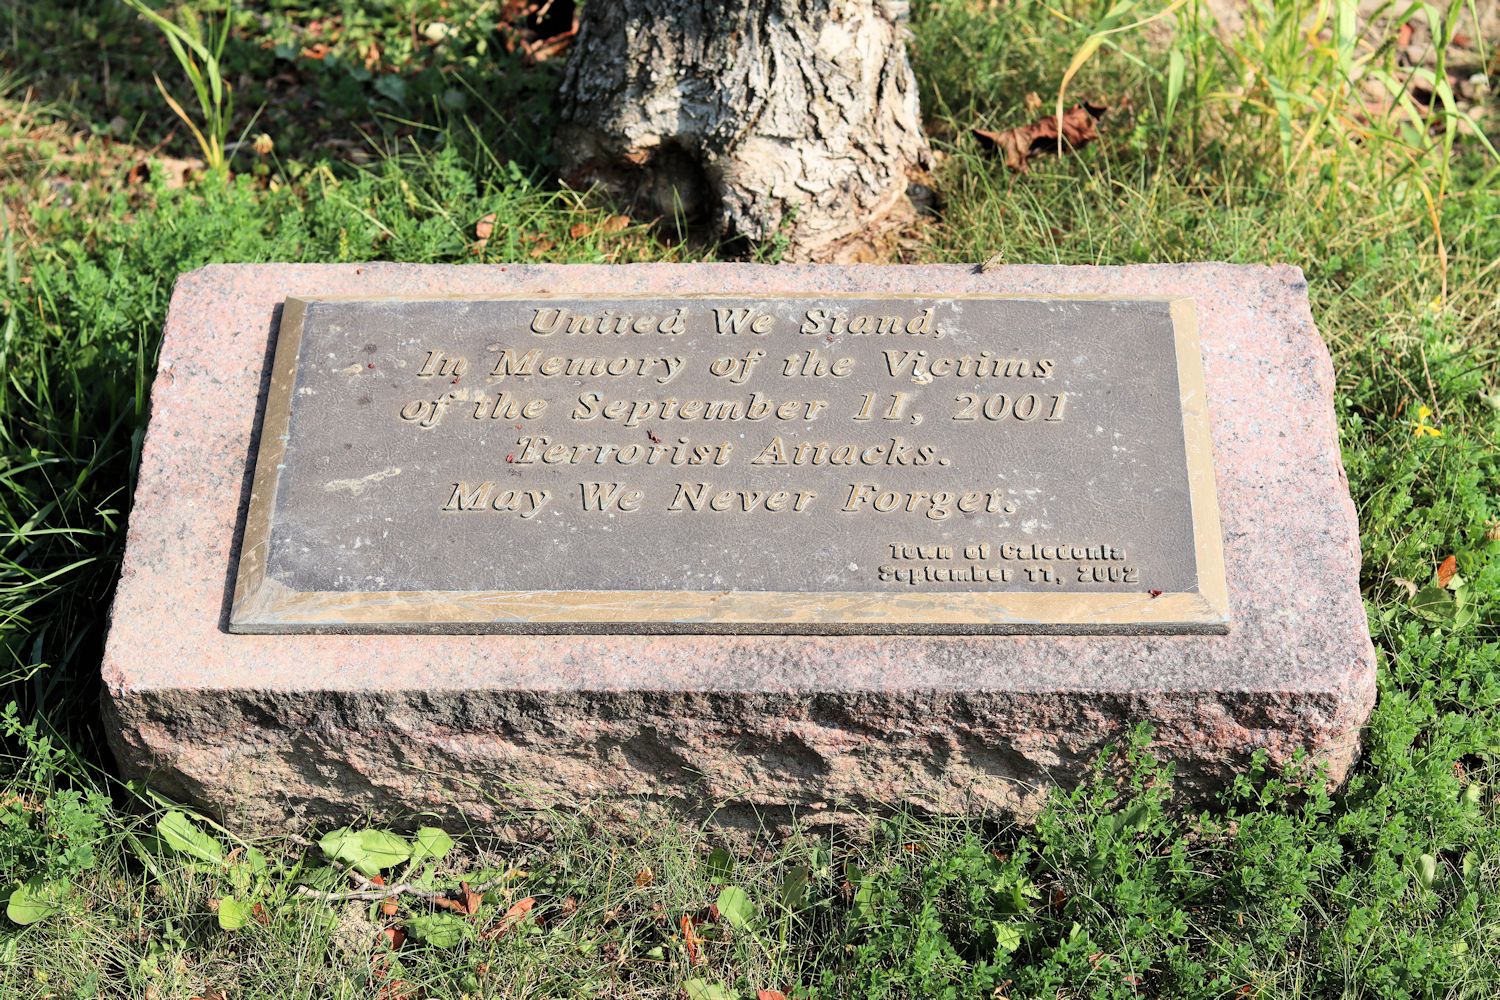 United We Stand,
In Memory of the Victims
of the September 11, 2001
Terrorist Attacks.
May We Never Forget.
Town of Caledonia
September 11, 2002